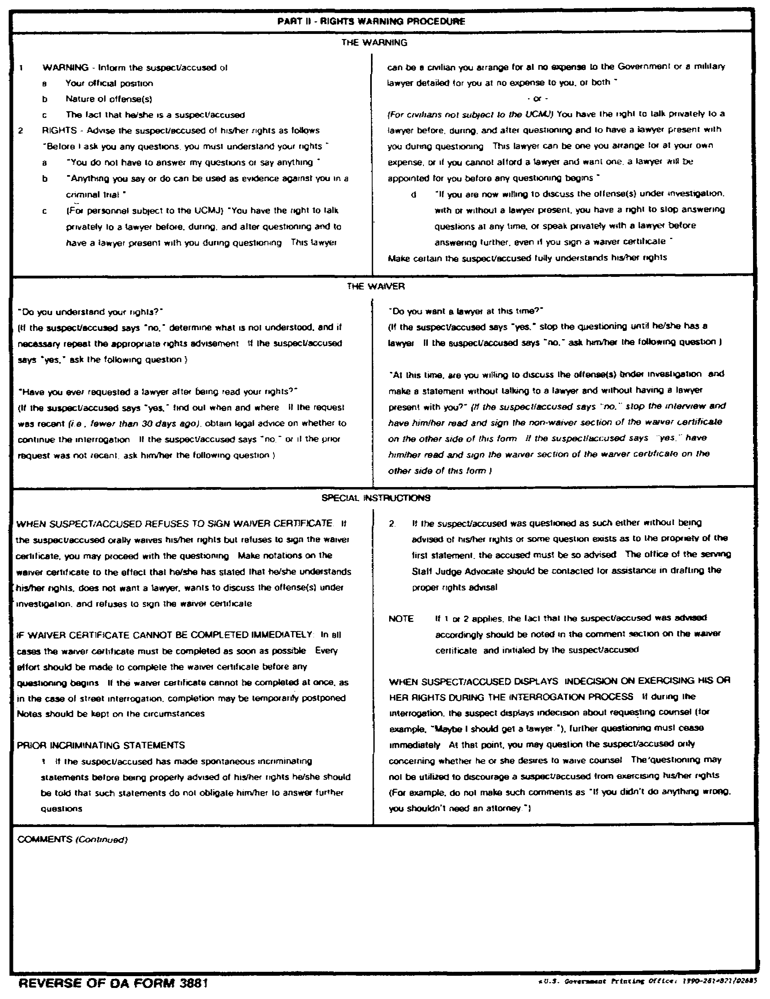 PART II - RIGHTS WARNING PROCEDURE
THE WARNING
1 WARNING - Inform the suspect/accused of
a Your official position
b Nature of offense(s)
c The fact that he/she is a suspect/accused
2 RIGHTS - Advise the suspect/accused of his/her rights as follows
"Before I ask you any questions, you must understand your rights "
a "You do not have to answer my questions or say anything "
b "Anything you say or do can be used as evidence against you in a
criminal trial "
c (For personnel subject to the UCMJ) "You have the right to talk
privately to a lawyer before, during, and after questioning and to
have a lawyer present with you during questioning This lawyer
can be a civilian you arrange for at no expense to the Government or a military
lawyer detailed for you at no expense to you, or both "
- or -
(For civilians not subject to the UCMJ) You have the right to talk privately to a
lawyer before, during, and after questioning and to have a lawyer present with
you during questioning This lawyer can be one you arrange for at your own
expense, or if you cannot afford a lawyer and want one, a lawyer will be
appointed for you before any questioning begins "
d "If you are now willing to discuss the offense(s) under investigation,
with or without a lawyer present, you have a right to stop answering
questions at any time, or speak privately with a lawyer before
answering further, even if you sign a waiver certificate "
Make certain the suspect/accused fully understands his/her rights
THE WAIVER
"Do you understand your rights?"
(If the suspect/accused says "no," determine what is not understood, and if
necessary repeat the appropriate rights advisement If the suspect/accused
says "yes," ask the following question )
"Have you ever requested a lawyer after being read your rights?"
(If the suspect/accused says "yes," find out when and where If the request
was recent (i.e , fewer than 30 days ago), obtain legal advice on whether to
continue the interrogation If the suspect/accused says "no," or if the prior
request was not recent, ask him/her the following question )
"Do you want a lawyer at this time?"
(If the suspect/accused says "yes," stop the questioning until he/she has a
lawyer If the suspect/accused says "no," ask him/her the following question )
"At this time, are you willing to discuss the offense(s) under investigation and
make a statement without talking to a lawyer and without having a lawyer
present with you?" (If the suspect/accused says "no," stop the interview and
have him/her read and sign the non-waiver section of the waiver certificate
on the other side of this form If the suspect/accused says "yes," have
him/her read and sign the waiver section of the waiver certificate on the
other side of this form )
SPECIAL INSTRUCTIONS
WHEN SUSPECT/ACCUSED REFUSES TO SIGN WAIVER CERTIFICATE. If
the suspect/accused orally waives his/her rights but refuses to sign the waiver
certificate, you may proceed with the questioning Make notations on the
waiver certificate to the effect that he/she has stated that he/she understands
his/her rights, does not want a lawyer, wants to discuss the offense(s) under
investigation, and refuses to sign the waiver certificate
IF WAIVER CERTIFICATE CANNOT BE COMPLETED IMMEDIATELY: In all
cases the waiver certificate must be completed as soon as possible Every
effort should be made to complete the waiver certificate before any
questioning begins If the waiver certificate cannot be completed at once, as
in the case of street interrogation, completion may be temporarily postponed
Notes should be kept on the circumstances
PRIOR INCRIMINATING STATEMENTS
1 If the suspect/accused has made spontaneous incriminating
statements before being properly advised of his/her rights he/she should
be told that such statements do not obligate him/her to answer further
questions
2. If the suspect/accused was questioned as such either without being
advised of his/her rights or some question exists as to the propriety of the
first statement, the accused must be so advised The office of the serving
Staff Judge Advocate should be contacted for assistance in drafting the
proper rights advisal
NOTE If 1 or 2 applies, the fact that the suspect/accused was advised
accordingly should be noted in the comment section on the waiver
certificate and initialed by the suspect/accused
WHEN SUSPECT/ACCUSED DISPLAYS INDECISION ON EXERCISING HIS OR
HER RIGHTS DURING THE INTERROGATION PROCESS If during the
interrogation, the suspect displays indecision about requesting counsel (for
example, "Maybe I should get a lawyer."), further questioning must cease
immediately At that point, you may question the suspect/accused only
concerning whether he or she desires to waive counsel The questioning may
not be utilized to discourage a suspect/accused from exercising his/her rights
(For example, do not make such comments as "If you didn't do anything wrong,
you shouldn't need an attorney.")
COMMENTS (Continued)
REVERSE OF DA FORM 3881
*U.S. Government Printing Office: 1990-261-871/02685